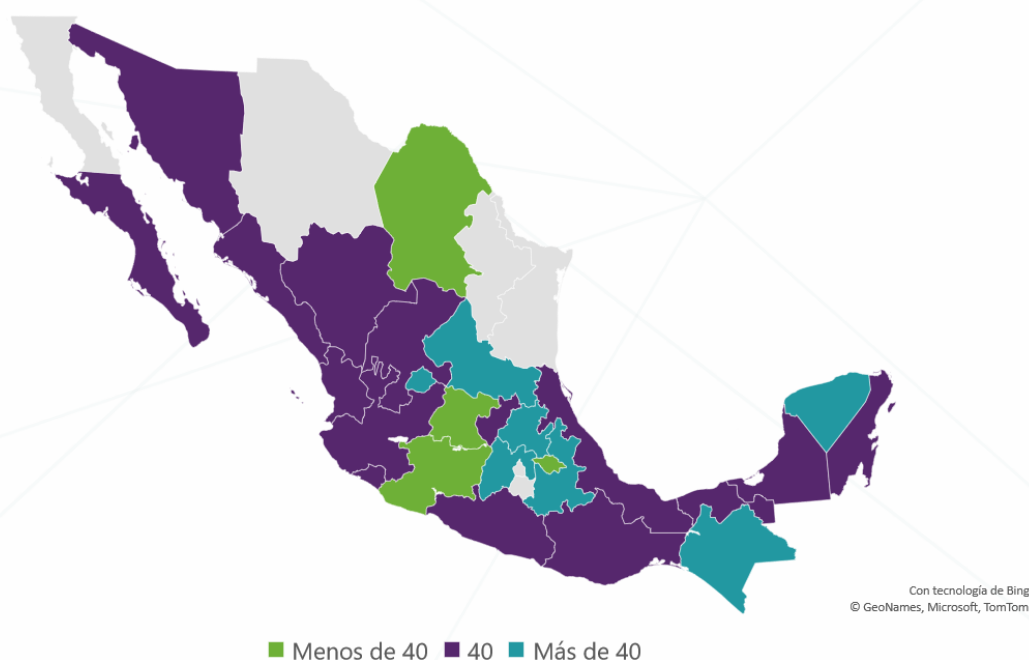 Con tecnología de Bing
© GeoNames, Microsoft, TomTom
Menos de 40 40 Más de 40